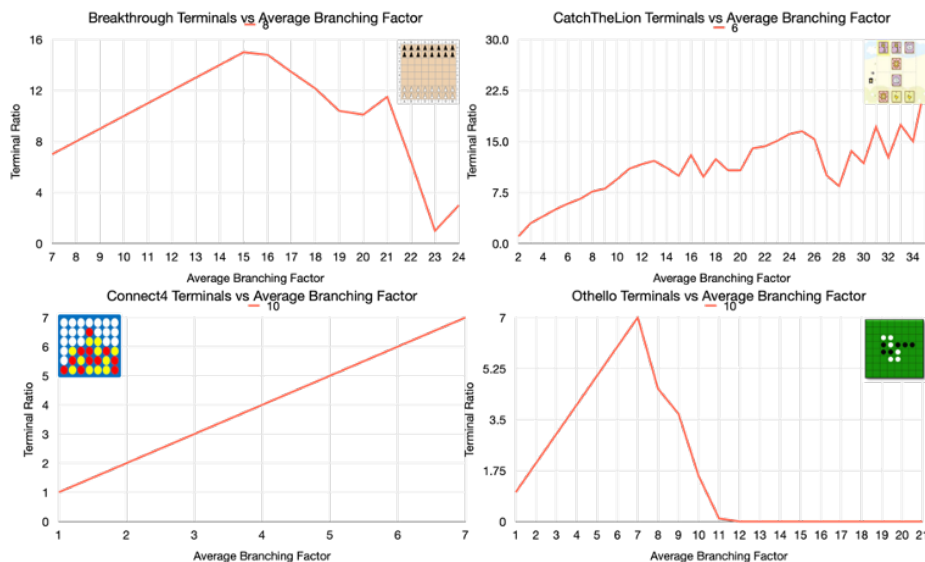 Breakthrough Terminals vs Average Branching Factor
8
16
12
8
4
0
Terminal Ratio
7 8 9 10 11 12 13 14 15 16 17 18 19 20 21 22 23 24
Average Branching Factor
CatchTheLion Terminals vs Average Branching Factor
6
30.0
22.5
15.0
7.5
0.0
Terminal Ratio
2 4 6 8 10 12 14 16 18 20 22 24 26 28 30 32 34
Average Branching Factor
Connect4 Terminals vs Average Branching Factor
10
7
6
5
4
3
2
1
0
Terminal Ratio
1 2 3 4 5 6 7
Average Branching Factor
Othello Terminals vs Average Branching Factor
10
7
5.25
3.5
1.75
0
Terminal Ratio
1 2 3 4 5 6 7 8 9 10 11 12 13 14 15 16 17 18 19 20 21
Average Branching Factor